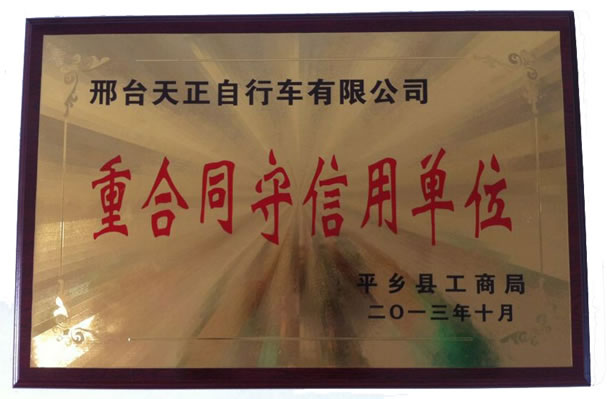 邢台天正自行车有限公司
重合同守信用单位
平乡县工商局
二〇一三年十月